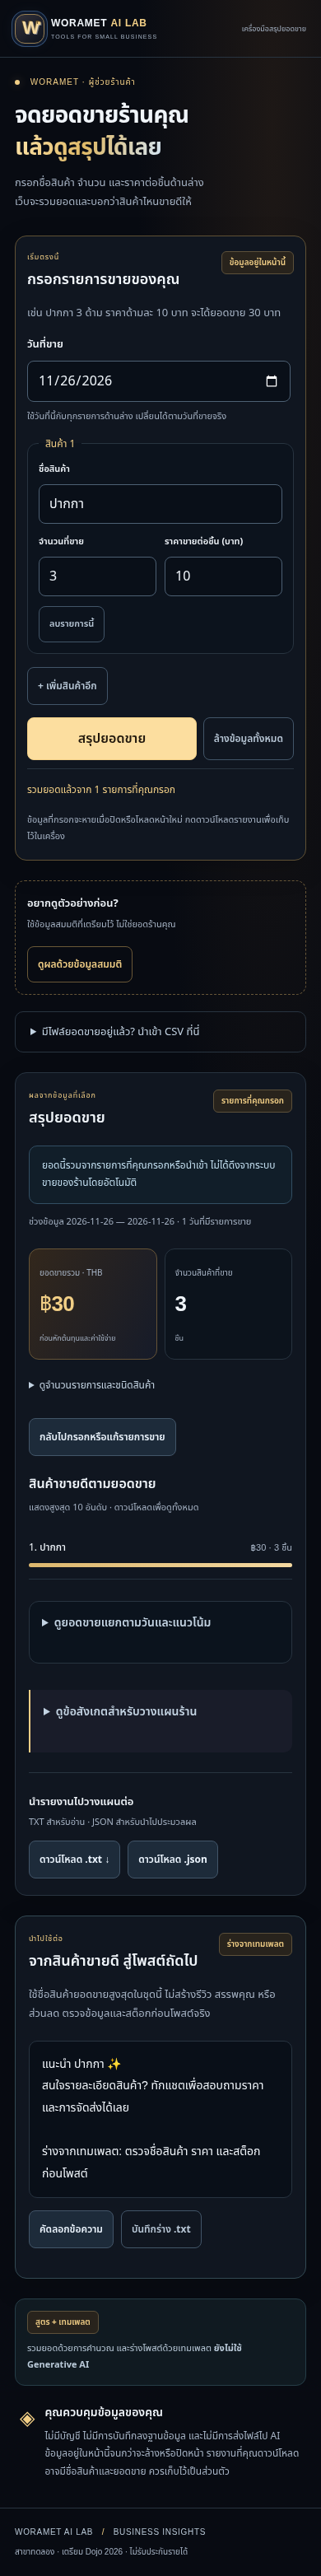 W
WORAMET AI LAB
TOOLS FOR SMALL BUSINESS
เครื่องมือสรุปยอดขาย
WORAMET · ผู้ช่วยร้านค้า
จดยอดขายร้านคุณ
แล้วดูสรุปได้เลย
กรอกชื่อสินค้า จำนวน และราคาต่อชิ้นด้านล่าง
เว็บจะรวมยอดและบอกว่าสินค้าไหนขายดีให้
เริ่มตรงนี้
ข้อมูลอยู่ในหน้านี้
กรอกรายการขายของคุณ
เช่น ปากกา 3 ด้าม ราคาด้ามละ 10 บาท จะได้ยอดขาย 30 บาท
วันที่ขาย
11/26/2026
ใช้วันที่นี้กับทุกรายการด้านล่าง เปลี่ยนได้ตามวันที่ขายจริง
สินค้า 1
ชื่อสินค้า
ปากกา
จำนวนที่ขาย
ราคาขายต่อชิ้น (บาท)
3
10
ลบรายการนี้
+ เพิ่มสินค้าอีก
สรุปยอดขาย
ล้างข้อมูลทั้งหมด
รวมยอดแล้วจาก 1 รายการที่คุณกรอก
ข้อมูลที่กรอกจะหายเมื่อปิดหรือโหลดหน้าใหม่ กดดาวน์โหลดรายงานเพื่อเก็บ
ไว้ในเครื่อง
อยากดูตัวอย่างก่อน?
ใช้ข้อมูลสมมติที่เตรียมไว้ ไม่ใช่ยอดร้านคุณ
ดูผลด้วยข้อมูลสมมติ
▶ มีไฟล์ยอดขายอยู่แล้ว? นำเข้า CSV ที่นี่
ผลจากข้อมูลที่เลือก
รายการที่คุณกรอก
สรุปยอดขาย
ยอดนี้รวมจากรายการที่คุณกรอกหรือนำเข้า ไม่ได้ดึงจากระบบ
ขายของร้านโดยอัตโนมัติ
ช่วงข้อมูล 2026-11-26 — 2026-11-26 · 1 วันที่มีรายการขาย
ยอดขายรวม · THB
฿30
ก่อนหักต้นทุนและค่าใช้จ่าย
จำนวนสินค้าที่ขาย
3
ชิ้น
▶ ดูจำนวนรายการและชนิดสินค้า
กลับไปกรอกหรือแก้รายการขาย
สินค้าขายดีตามยอดขาย
แสดงสูงสุด 10 อันดับ · ดาวน์โหลดเพื่อดูทั้งหมด
1. ปากกา
฿30 · 3 ชิ้น
▶ ดูยอดขายแยกตามวันและแนวโน้ม
▶ ดูข้อสังเกตสำหรับวางแผนร้าน
นำรายงานไปวางแผนต่อ
TXT สำหรับอ่าน · JSON สำหรับนำไปประมวลผล
ดาวน์โหลด .txt ↓
ดาวน์โหลด .json
นำไปใช้ต่อ
ร่างจากเทมเพลต
จากสินค้าขายดี สู่โพสต์ถัดไป
ใช้ชื่อสินค้ายอดขายสูงสุดในชุดนี้ ไม่สร้างรีวิว สรรพคุณ หรือ
ส่วนลด ตรวจข้อมูลและสต็อกก่อนโพสต์จริง
แนะนำ ปากกา ✨
สนใจรายละเอียดสินค้า? ทักแชตเพื่อสอบถามราคา
และการจัดส่งได้เลย
ร่างจากเทมเพลต: ตรวจชื่อสินค้า ราคา และสต็อก
ก่อนโพสต์
คัดลอกข้อความ
บันทึกร่าง .txt
สูตร + เทมเพลต
รวมยอดด้วยการคำนวณ และร่างโพสต์ด้วยเทมเพลต ยังไม่ใช้
Generative AI
คุณควบคุมข้อมูลของคุณ
ไม่มีบัญชี ไม่มีการบันทึกลงฐานข้อมูล และไม่มีการส่งไฟล์ไป AI
ข้อมูลอยู่ในหน้านี้จนกว่าจะล้างหรือปิดหน้า รายงานที่คุณดาวน์โหลด
อาจมีชื่อสินค้าและยอดขาย ควรเก็บไว้เป็นส่วนตัว
WORAMET AI LAB / BUSINESS INSIGHTS
สาขาทดลอง · เตรียม Dojo 2026 · ไม่รับประกันรายได้